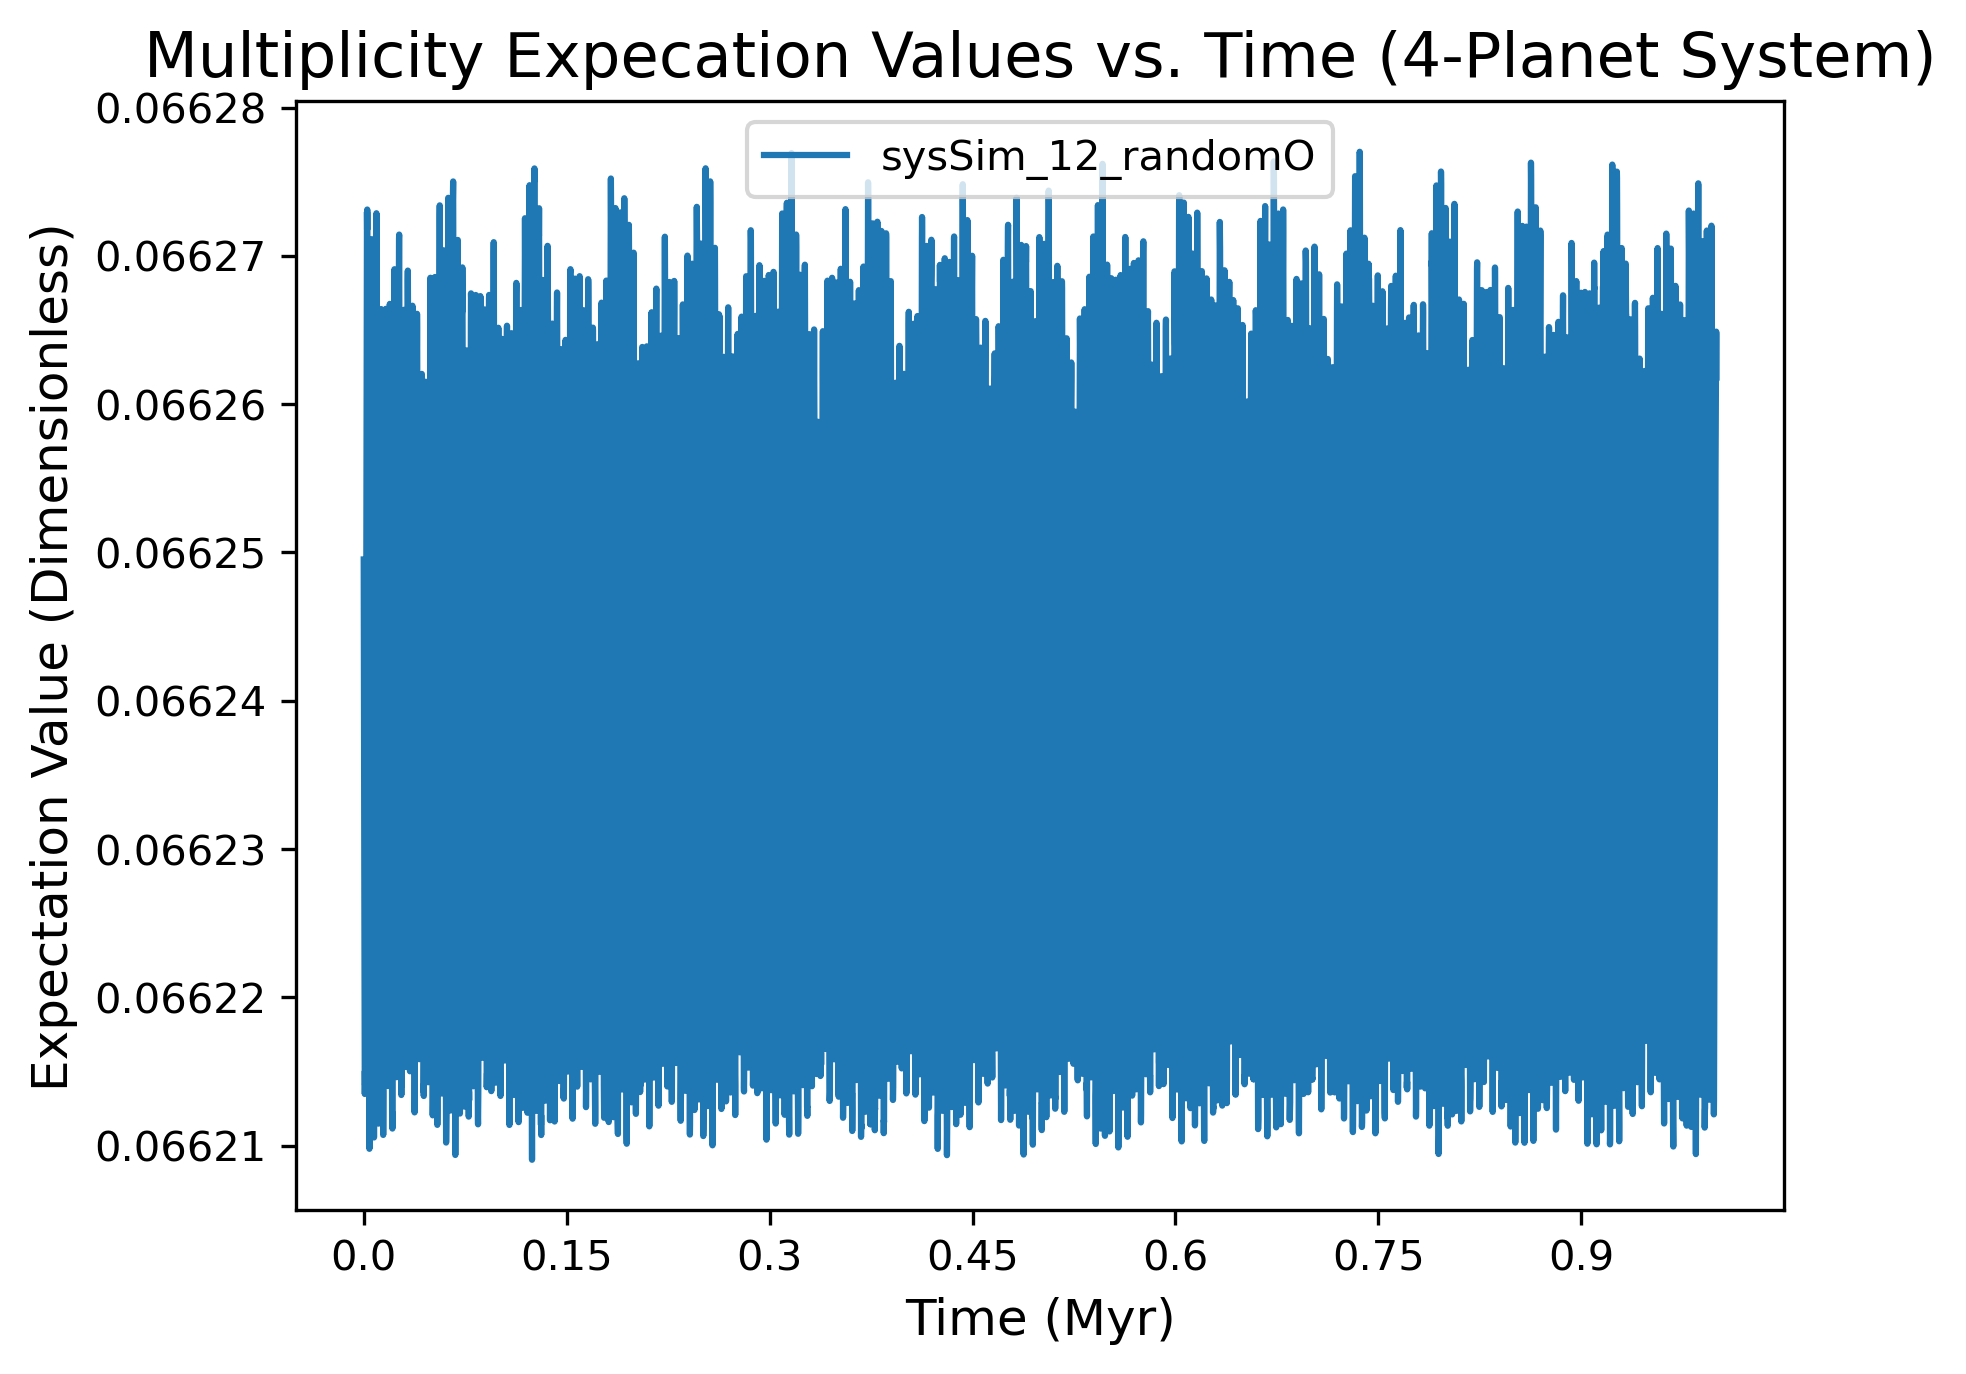 Multiplicity Expecation Values vs. Time (4-Planet System)
sysSim_12_randomO
Expectation Value (Dimensionless)
0.06628
0.06627
0.06626
0.06625
0.06624
0.06623
0.06622
0.06621
0.0 0.15 0.3 0.45 0.6 0.75 0.9
Time (Myr)